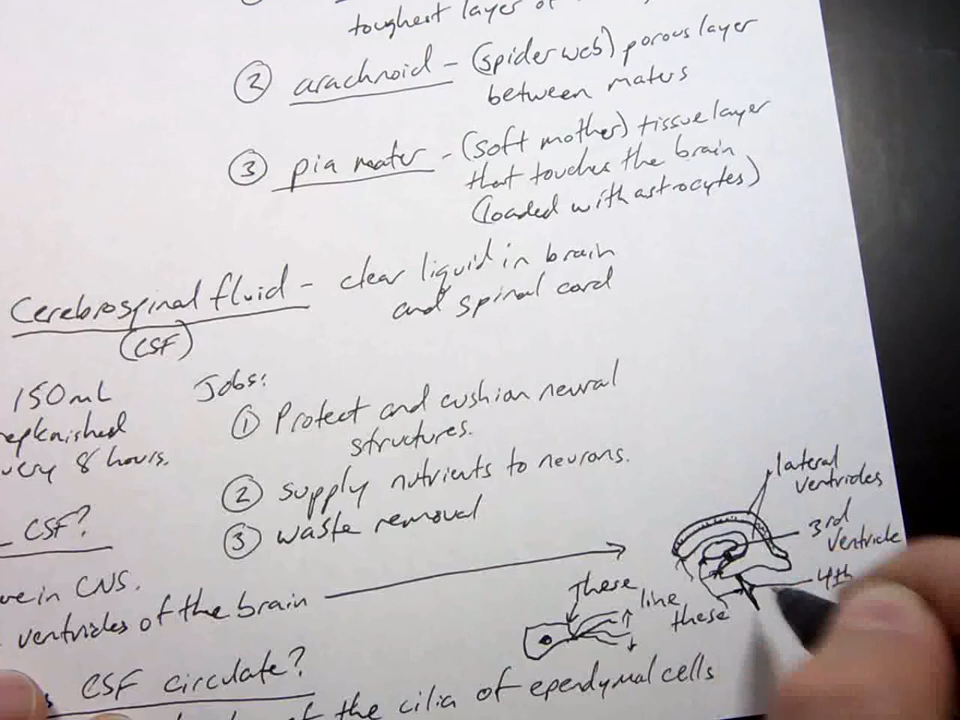 toughest layer of
② arachnoid - (spider web) porous layer
between maters
③ pia mater - (soft mother) tissue layer
that touches the brain
(loaded with astrocytes)
Cerebrospinal fluid - clear liquid in brain
and spinal cord
(CSF)
150mL
replenished
very 8 hours.
Jobs:
① Protect and cushion neural
structures.
② supply nutrients to neurons.
③ waste removal
CSF?
in CNS.
ventricles of the brain
lateral
ventricles
3rd
ventricle
4th
These
line
these
CSF circulate?
of the cilia of ependymal cells